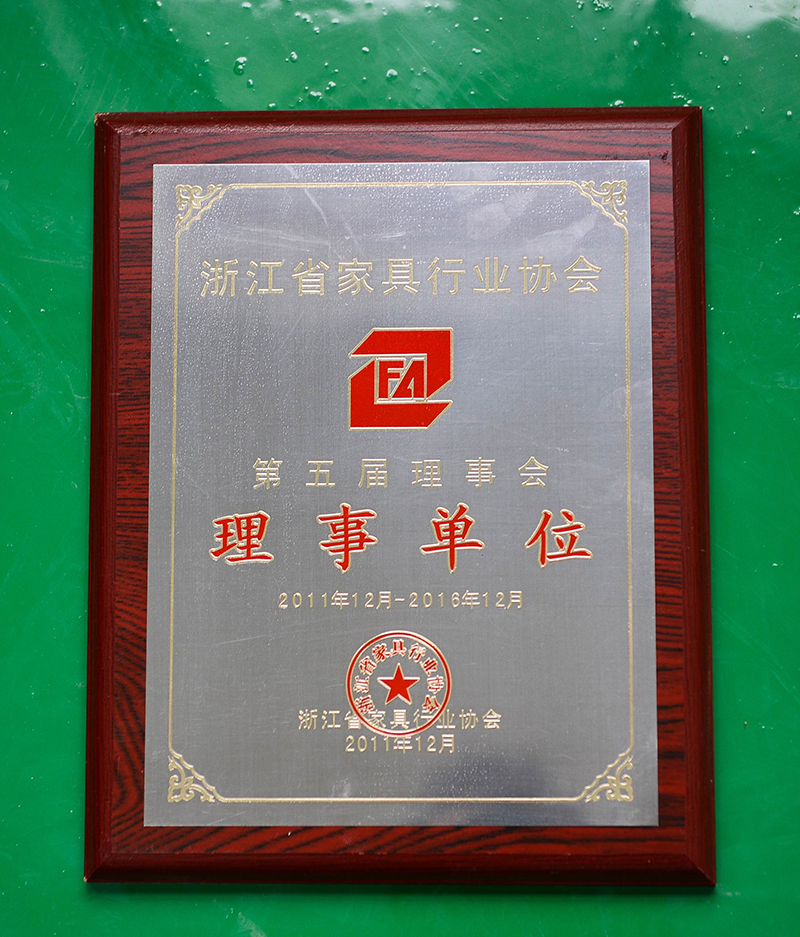 浙江省家具行业协会
FA
第五届理事会
理事单位
2011年12月-2016年12月
浙江省家具行业协会
浙江省家具行业协会
2011年12月